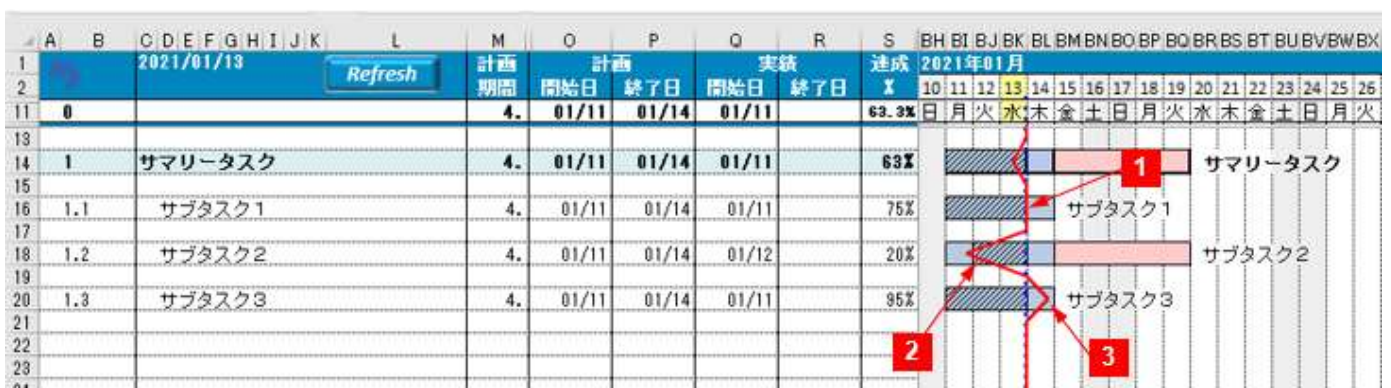 A B C D E F G H I J K L M O P Q R S BH BI BJ BK BL BM BN BO BP BQ BR BS BT BU BV BW BX
1 2021/01/13 Refresh 計画 計画 実績 達成 2021年01月
2 期間 開始日 終了日 開始日 終了日 % 10 11 12 13 14 15 16 17 18 19 20 21 22 23 24 25 26
11 0 4. 01/11 01/14 01/11 63.3% 日 月 火 水 木 金 土 日 月 火 水 木 金 土 日 月 火
13
14 1 サマリータスク 4. 01/11 01/14 01/11 63% 1 サマリータスク
15
16 1.1 サブタスク1 4. 01/11 01/14 01/11 75% サブタスク1
17
18 1.2 サブタスク2 4. 01/11 01/14 01/12 20% サブタスク2
19
20 1.3 サブタスク3 4. 01/11 01/14 01/11 95% サブタスク3
21
22 2 3
23